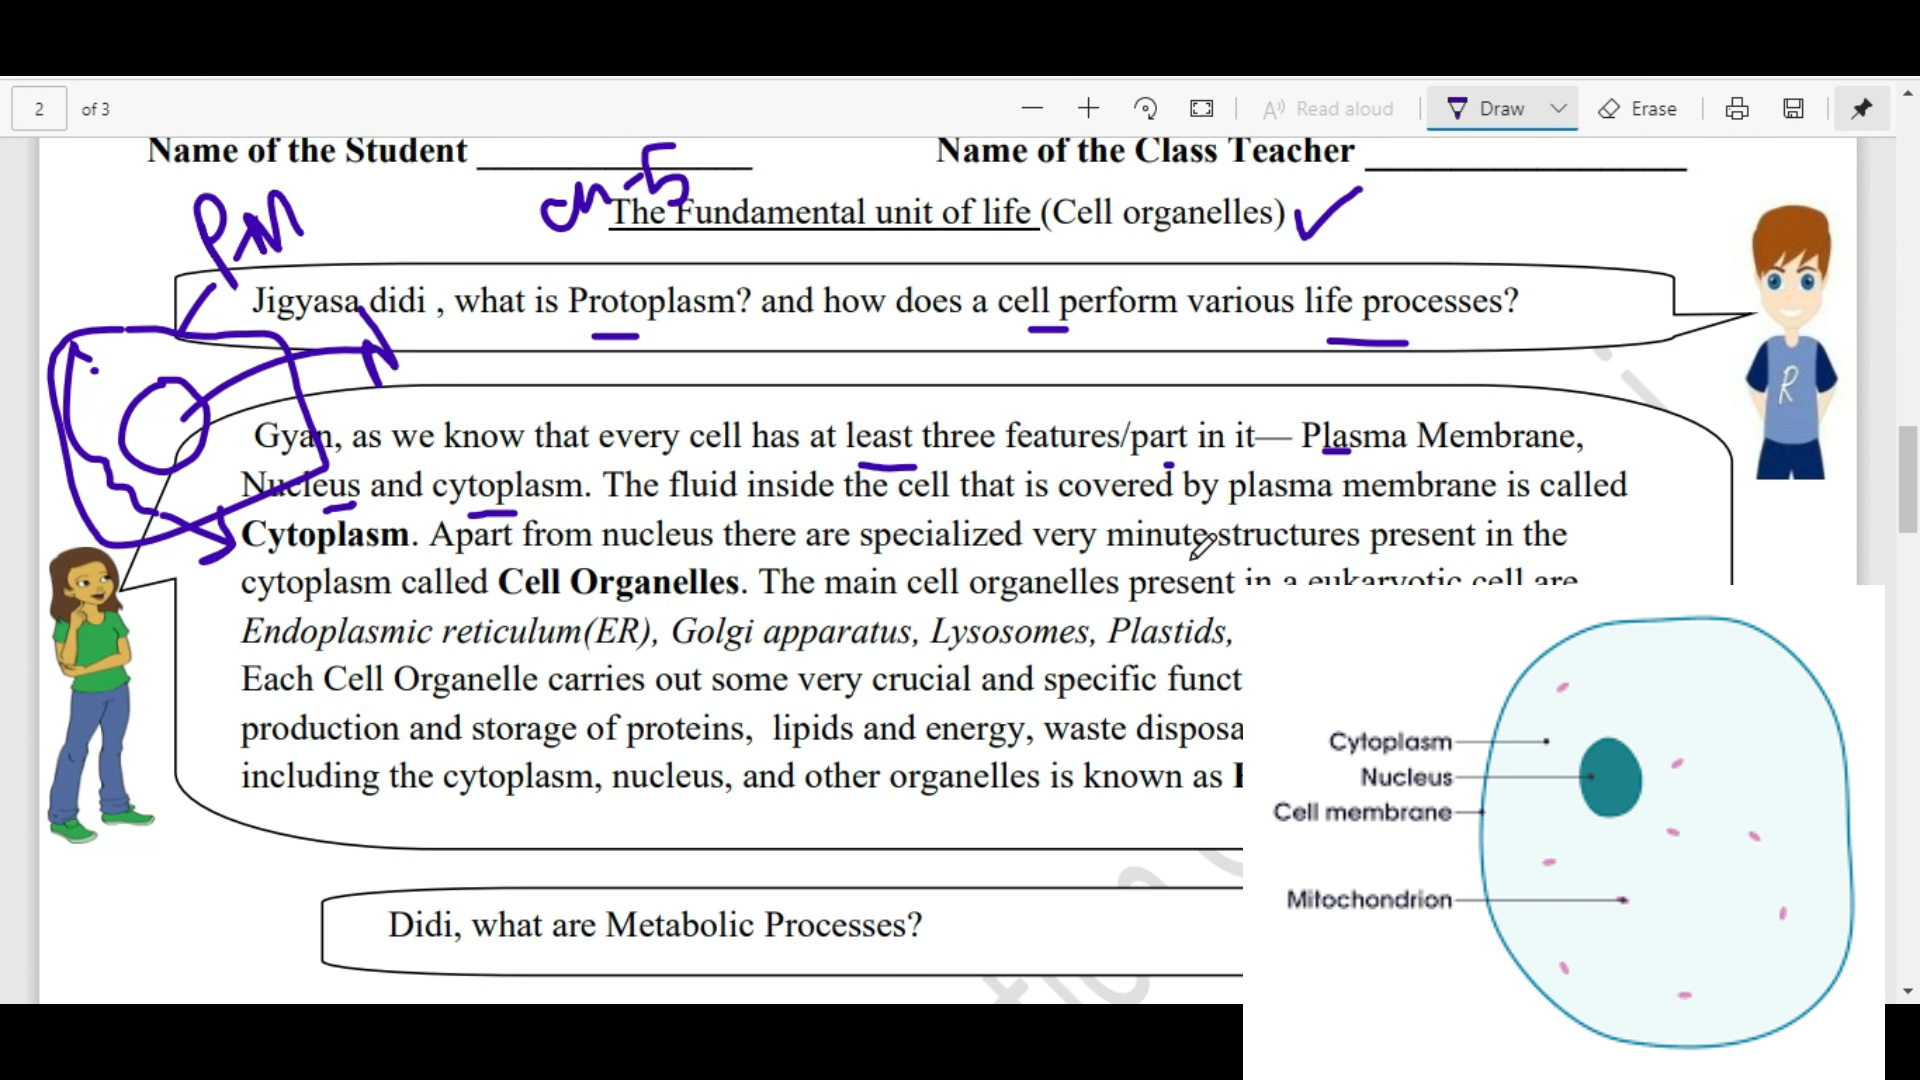 2 of 3 Read aloud Draw Erase
Name of the Student Name of the Class Teacher
P.M
ch-5
The Fundamental unit of life (Cell organelles)
Jigyasa didi , what is Protoplasm? and how does a cell perform various life processes?
R
N
Gyan, as we know that every cell has at least three features/part in it— Plasma Membrane,
Nucleus and cytoplasm. The fluid inside the cell that is covered by plasma membrane is called
Cytoplasm. Apart from nucleus there are specialized very minute structures present in the
cytoplasm called Cell Organelles. The main cell organelles present in a eukaryotic cell are
Endoplasmic reticulum(ER), Golgi apparatus, Lysosomes, Plastids,
Each Cell Organelle carries out some very crucial and specific funct
production and storage of proteins, lipids and energy, waste disposa
including the cytoplasm, nucleus, and other organelles is known as
Didi, what are Metabolic Processes?
Cytoplasm
Nucleus
Cell membrane
Mitochondrion